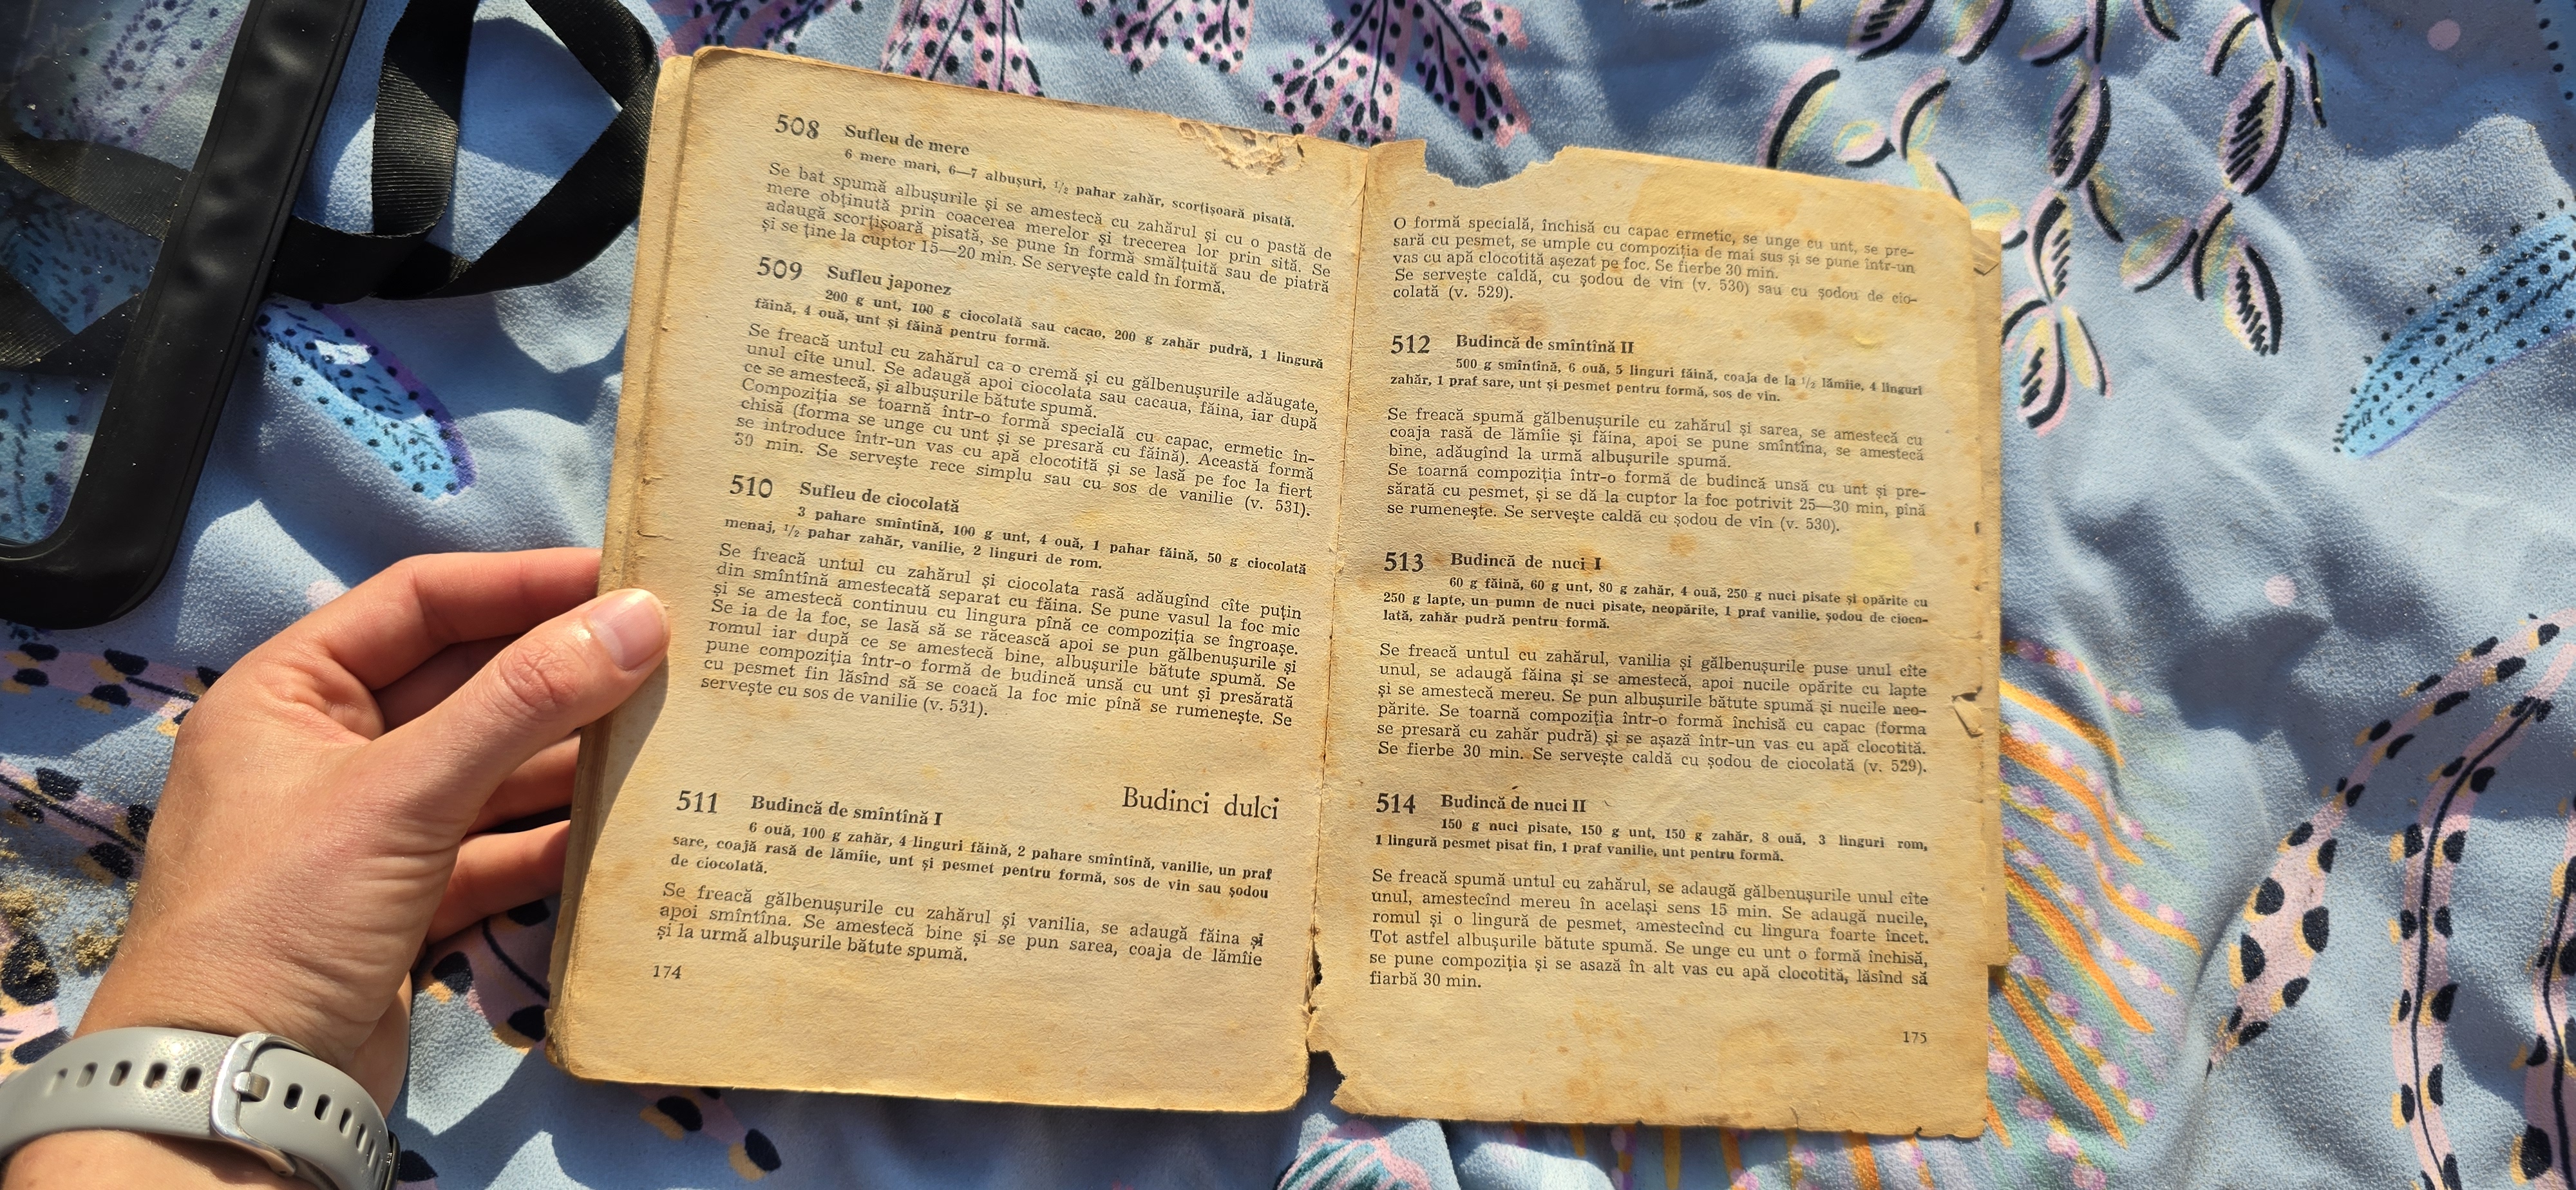 508 Sufleu de mere
6 mere mari, 6—7 albușuri, 1/2 pahar zahăr, scorțișoară pisată.
Se bat spumă albușurile și se amestecă cu zahărul și cu o pastă de
mere obținută prin coacerea merelor și trecerea lor prin sită. Se
adaugă scorțișoară pisată, se pune în formă smălțuită sau de piatră
și se ține la cuptor 15—20 min. Se servește cald în formă.
509 Sufleu japonez
200 g unt, 100 g ciocolată sau cacao, 200 g zahăr pudră, 1 lingură
făină, 4 ouă, unt și făină pentru formă.
Se freacă untul cu zahărul ca o cremă și cu gălbenușurile adăugate,
unul cîte unul. Se adaugă apoi ciocolata sau cacaua, făina, iar după
ce se amestecă, și albușurile bătute spumă.
Compoziția se toarnă într-o formă specială cu capac, ermetic în-
chisă (forma se unge cu unt și se presară cu făină). Această formă
se introduce într-un vas cu apă clocotită și se lasă pe foc la fiert
30 min. Se servește rece simplu sau cu sos de vanilie (v. 531).
510 Sufleu de ciocolată
3 pahare smîntînă, 100 g unt, 4 ouă, 1 pahar făină, 50 g ciocolată
menaj, 1/2 pahar zahăr, vanilie, 2 linguri de rom.
Se freacă untul cu zahărul și ciocolata rasă adăugînd cîte puțin
din smîntînă amestecată separat cu făina. Se pune vasul la foc mic
și se amestecă continuu cu lingura pînă ce compoziția se îngroașe.
Se ia de la foc, se lasă să se răcească apoi se pun gălbenușurile și
romul iar după ce se amestecă bine, albușurile bătute spumă. Se
pune compoziția într-o formă de budincă unsă cu unt și presărată
cu pesmet fin lăsînd să se coacă la foc mic pînă se rumenește. Se
servește cu sos de vanilie (v. 531).
Budinci dulci
511 Budincă de smîntînă I
6 ouă, 100 g zahăr, 4 linguri făină, 2 pahare smîntînă, vanilie, un praf
sare, coajă rasă de lămîie, unt și pesmet pentru formă, sos de vin sau șodou
de ciocolată.
Se freacă gălbenușurile cu zahărul și vanilia, se adaugă făina și
apoi smîntîna. Se amestecă bine și se pun sarea, coaja de lămîie
și la urmă albușurile bătute spumă.
174
O formă specială, închisă cu capac ermetic, se unge cu unt, se pre-
sară cu pesmet, se umple cu compoziția de mai sus și se pune într-un
vas cu apă clocotită așezat pe foc. Se fierbe 30 min.
Se servește caldă, cu șodou de vin (v. 530) sau cu șodou de cio-
colată (v. 529).
512 Budincă de smîntînă II
500 g smîntînă, 6 ouă, 5 linguri făină, coaja de la 1/2 lămîie, 4 linguri
zahăr, 1 praf sare, unt și pesmet pentru formă, sos de vin.
Se freacă spumă gălbenușurile cu zahărul și sarea, se amestecă cu
coaja rasă de lămîie și făina, apoi se pune smîntîna, se amestecă
bine, adăugînd la urmă albușurile spumă.
Se toarnă compoziția într-o formă de budincă unsă cu unt și pre-
sărată cu pesmet, și se dă la cuptor la foc potrivit 25—30 min, pînă
se rumenește. Se servește caldă cu șodou de vin (v. 530).
513 Budincă de nuci I
60 g făină, 60 g unt, 80 g zahăr, 4 ouă, 250 g nuci pisate și opărite cu
250 g lapte, un pumn de nuci pisate, neopărite, 1 praf vanilie, șodou de cioco-
lată, zahăr pudră pentru formă.
Se freacă untul cu zahărul, vanilia și gălbenușurile puse unul cîte
unul, se adaugă făina și se amestecă, apoi nucile opărite cu lapte
și se amestecă mereu. Se pun albușurile bătute spumă și nucile neo-
părite. Se toarnă compoziția într-o formă închisă cu capac (forma
se presară cu zahăr pudră) și se așază într-un vas cu apă clocotită.
Se fierbe 30 min. Se servește caldă cu șodou de ciocolată (v. 529).
514 Budincă de nuci II
150 g nuci pisate, 150 g unt, 150 g zahăr, 8 ouă, 3 linguri rom,
1 lingură pesmet pisat fin, 1 praf vanilie, unt pentru formă.
Se freacă spumă untul cu zahărul, se adaugă gălbenușurile unul cîte
unul, amestecînd mereu în același sens 15 min. Se adaugă nucile,
romul și o lingură de pesmet, amestecînd cu lingura foarte încet.
Tot astfel albușurile bătute spumă. Se unge cu unt o formă închisă,
se pune compoziția și se asază în alt vas cu apă clocotită, lăsînd să
fiarbă 30 min.
175